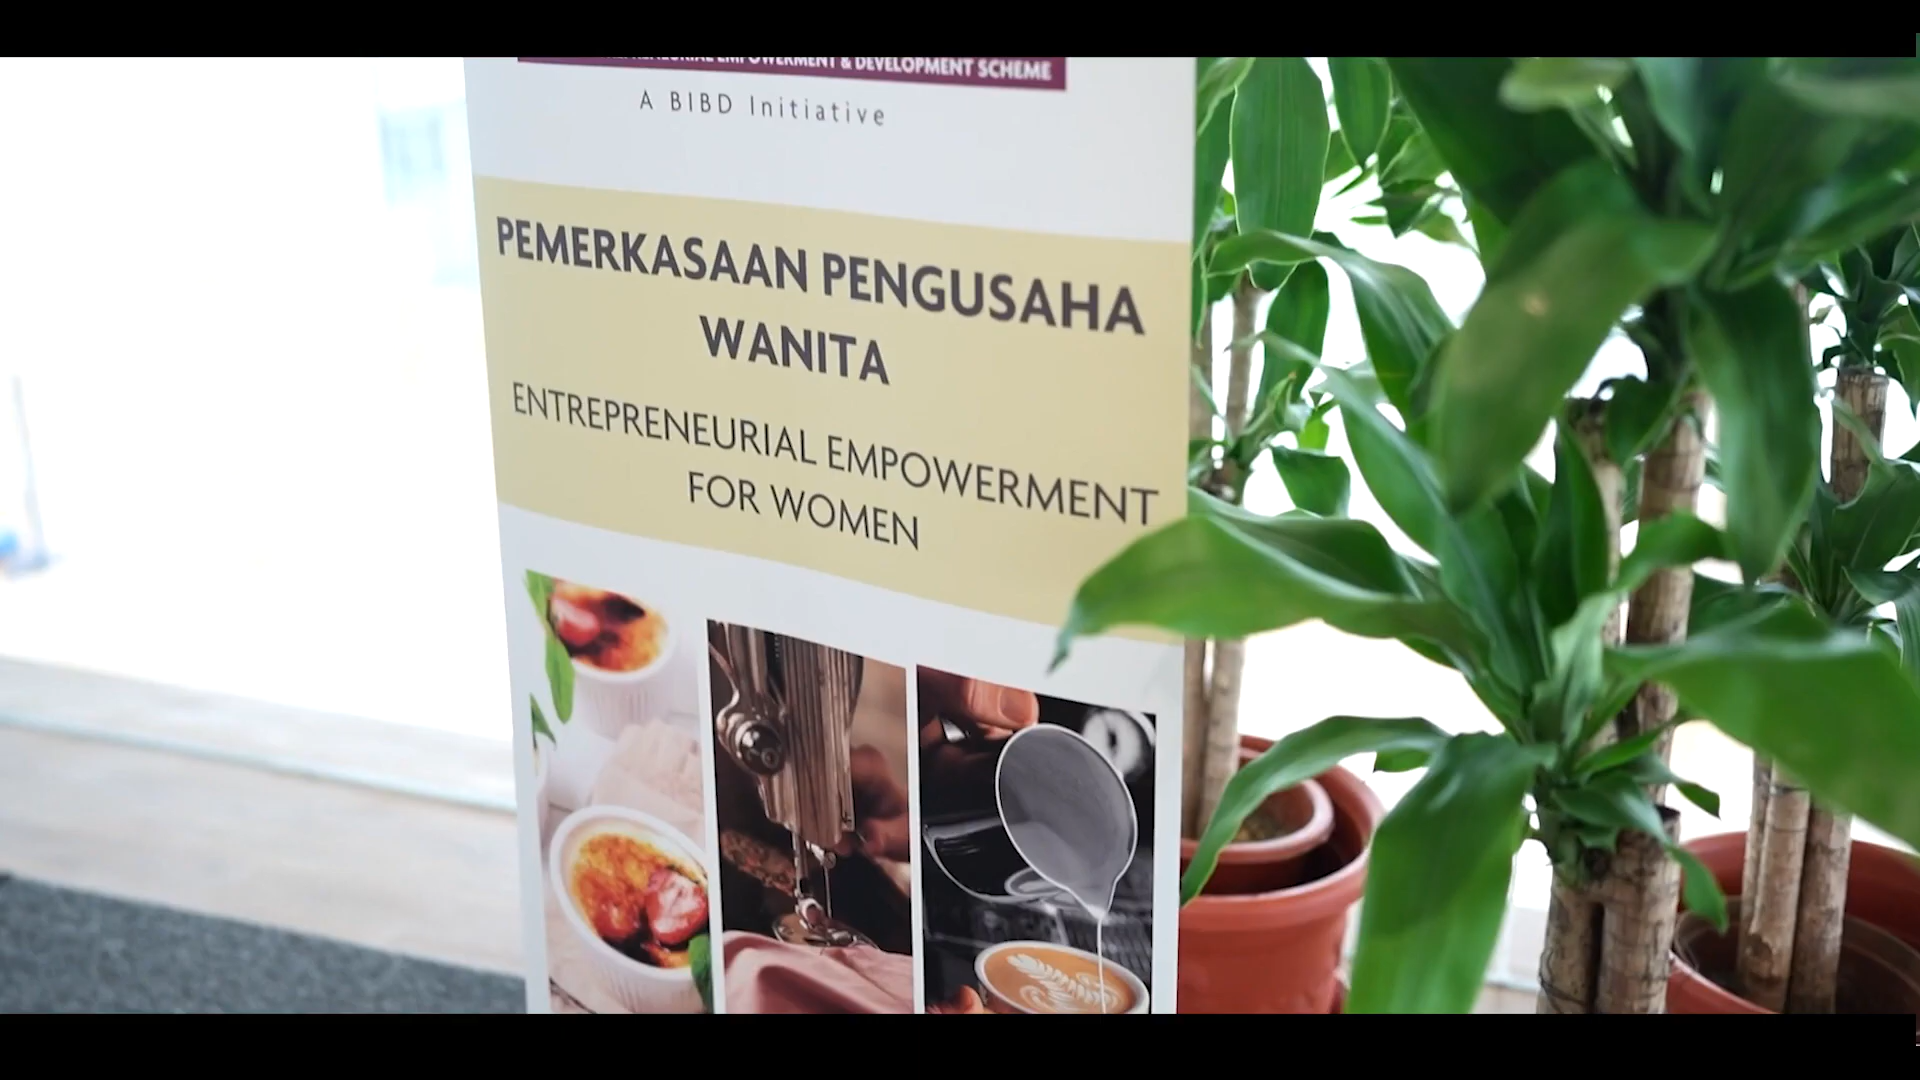 EMPOWERMENT & DEVELOPMENT SCHEME
A BIBD Initiative
PEMERKASAAN PENGUSAHA
WANITA
ENTREPRENEURIAL EMPOWERMENT
FOR WOMEN